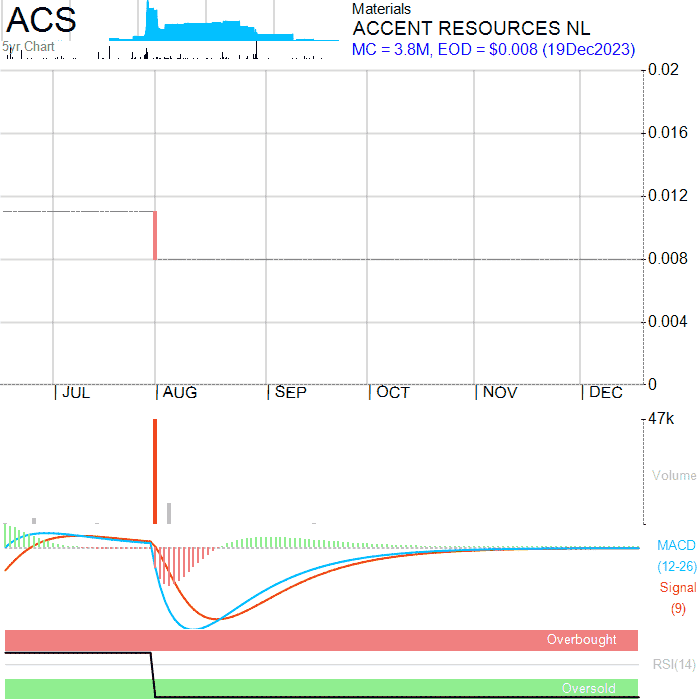 ACS
5yr Chart
Materials
ACCENT RESOURCES NL
MC = 3.8M, EOD = $0.008 (19Dec2023)
0.02
0.016
0.012
0.008
0.004
0
JUL AUG SEP OCT NOV DEC
47k
Volume
MACD
(12-26)
Signal
(9)
Overbought
RSI(14)
Oversold